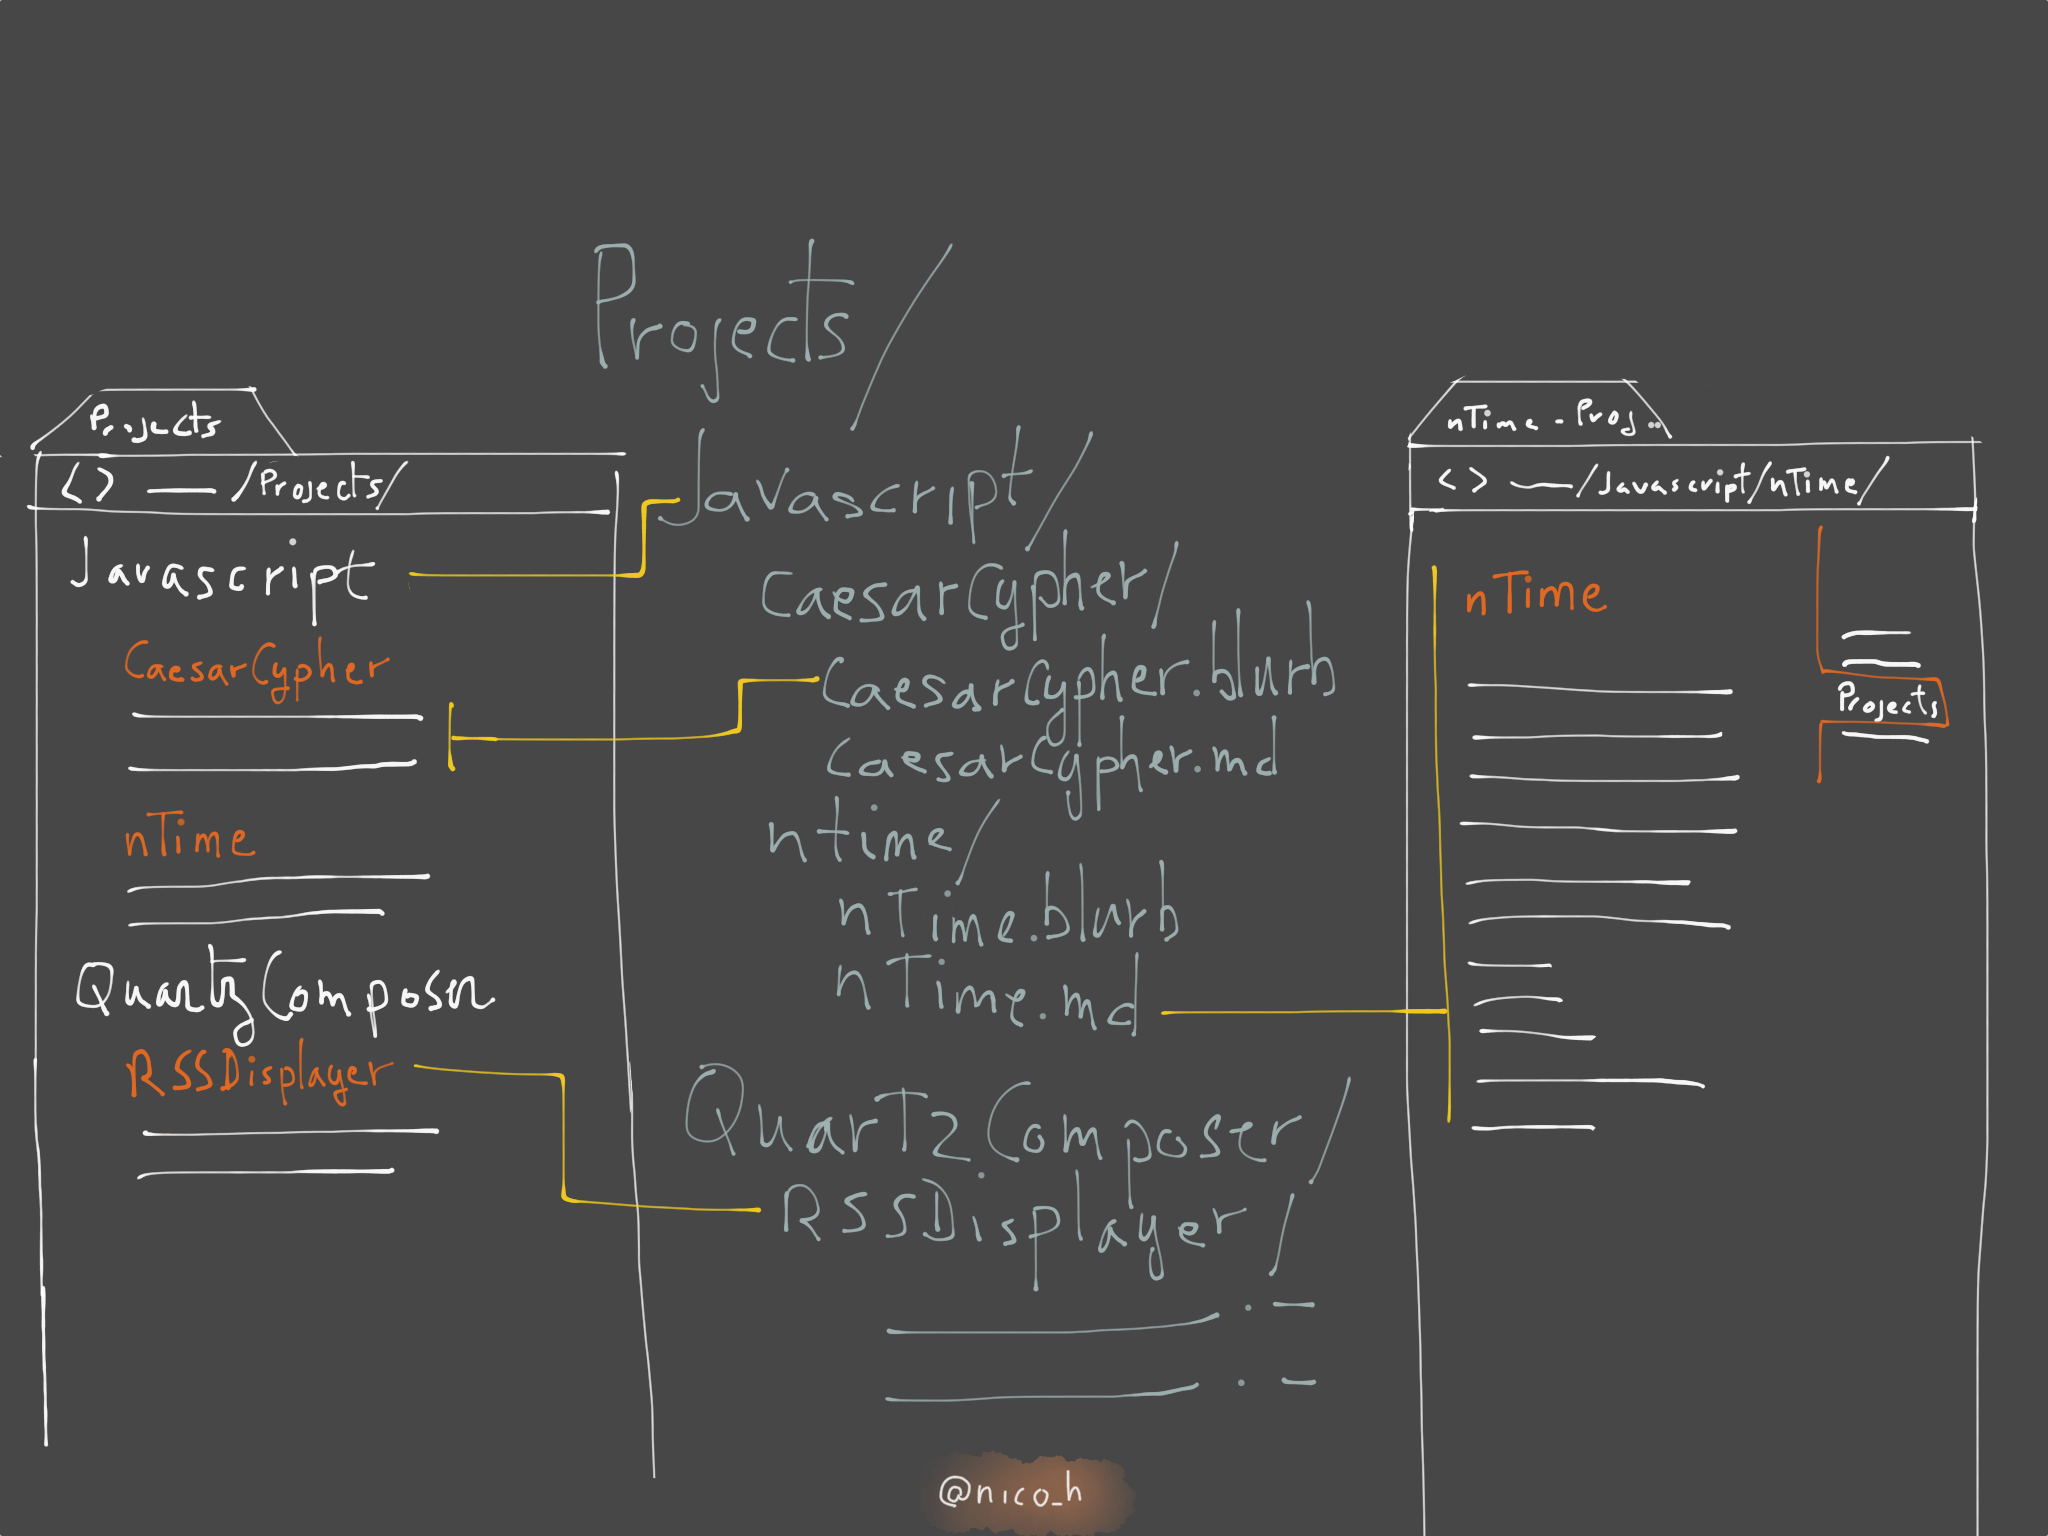 Projects
<> /Projects/
Javascript
CaesarCypher
nTime
QuartzComposer
RSSDisplayer
Projects/
Javascript/
CaesarCypher/
CaesarCypher.blurb
CaesarCypher.md
ntime/
nTime.blurb
nTime.md
QuartzComposer/
RSSDisplayer/
@nico_h
nTime - Proj..
<> /Javascript/nTime/
nTime
Projects